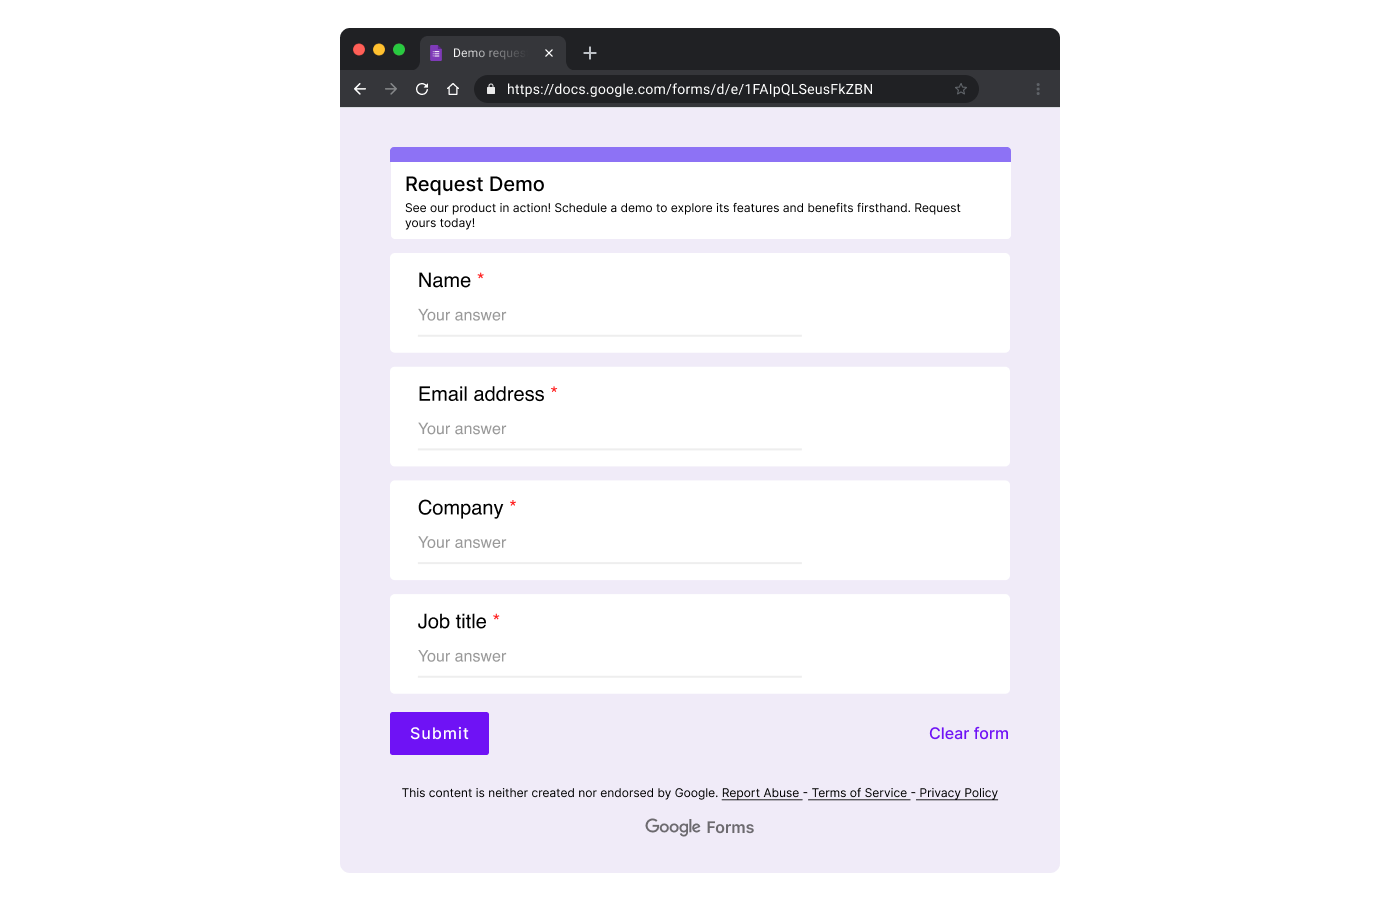 Demo reques
https://docs.google.com/forms/d/e/1FAIpQLSeusFkZBN
Request Demo
See our product in action! Schedule a demo to explore its features and benefits firsthand. Request
yours today!
Name *
Your answer
Email address *
Your answer
Company *
Your answer
Job title *
Your answer
Submit
Clear form
This content is neither created nor endorsed by Google. Report Abuse - Terms of Service - Privacy Policy
Google Forms